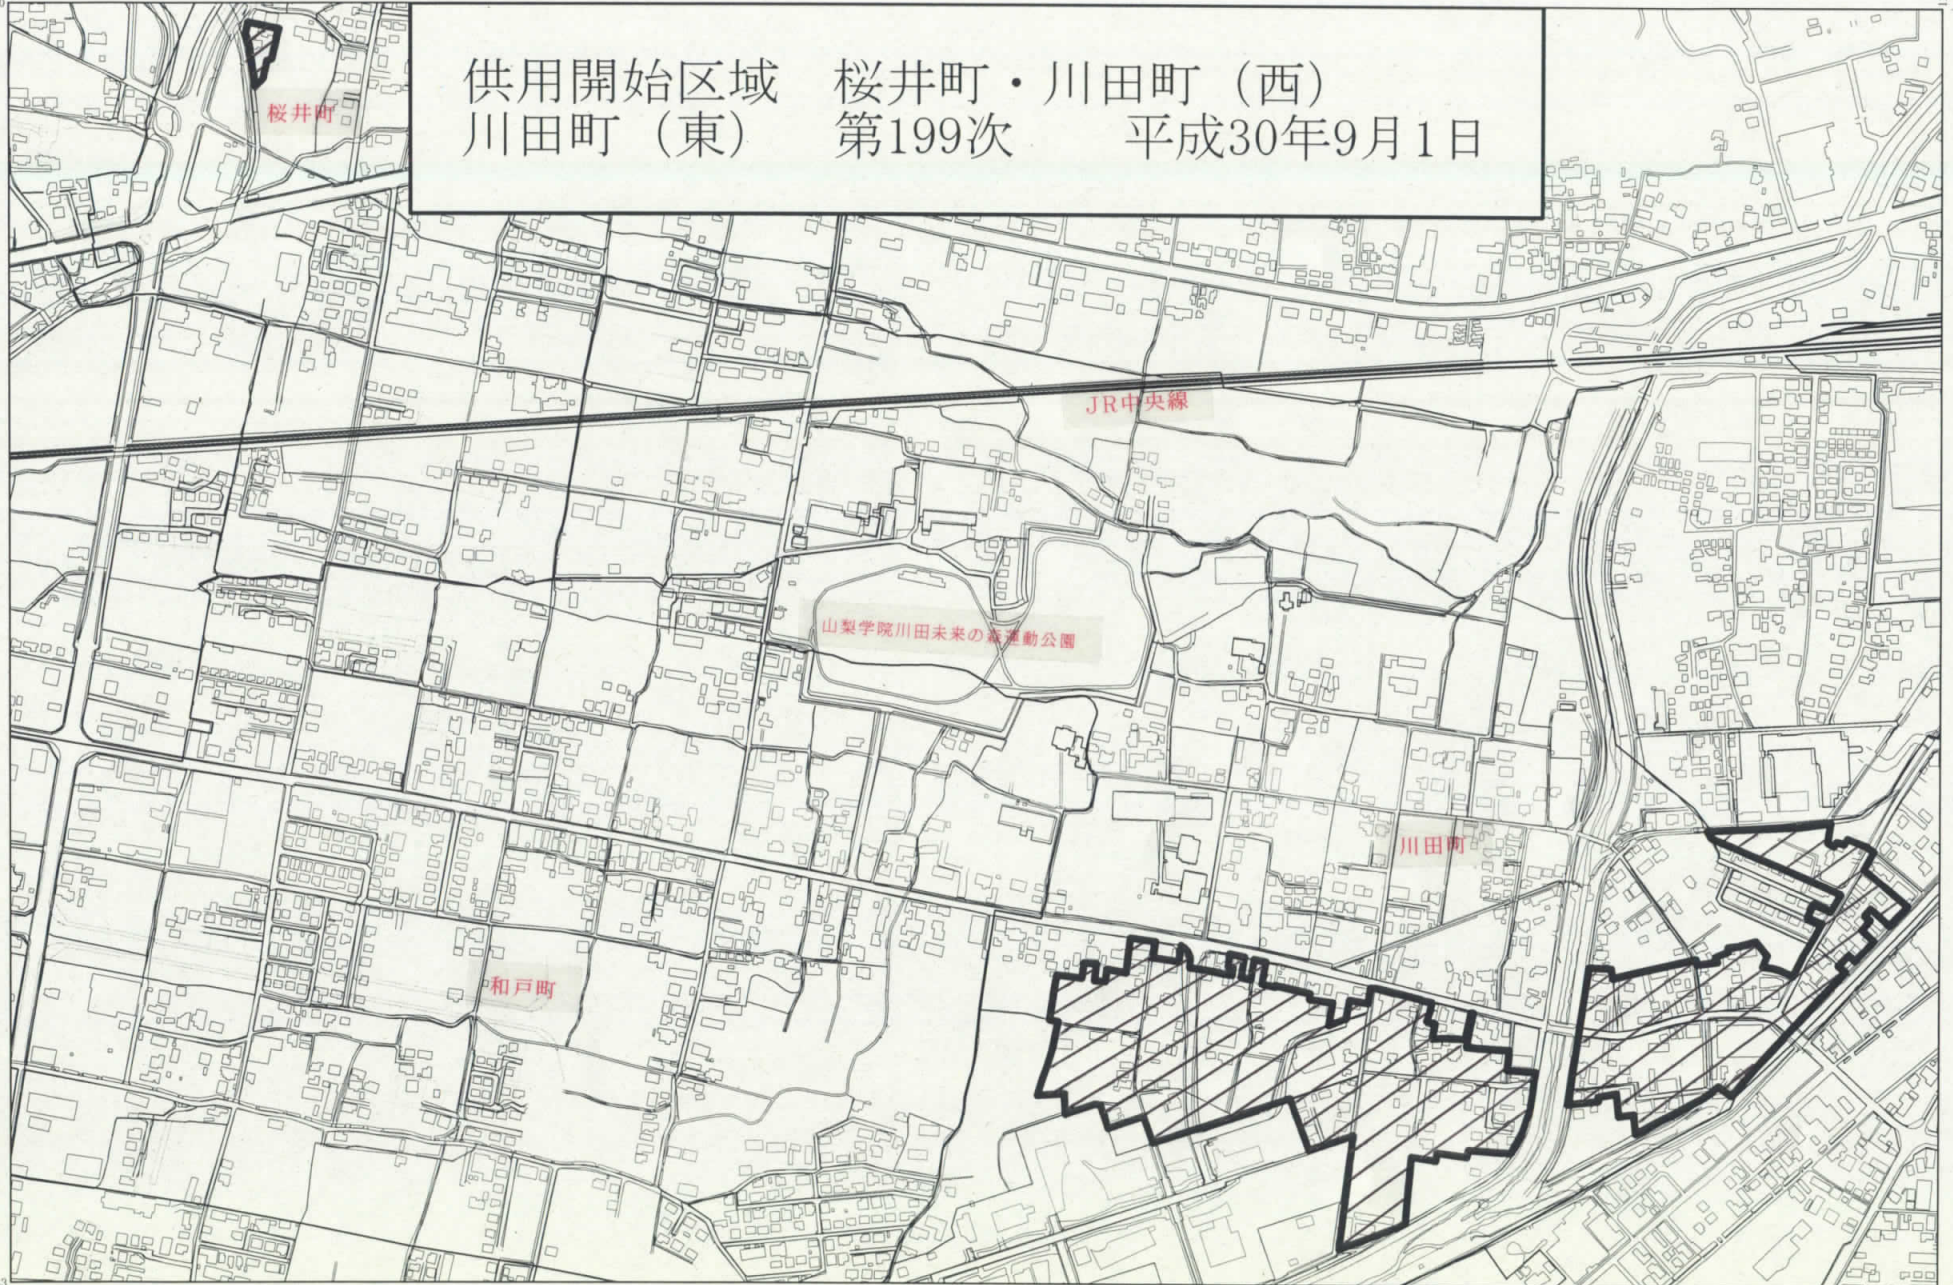 供用開始区域　桜井町・川田町（西）
川田町（東）　第199次　平成30年9月1日
桜井町
JR中央線
山梨学院川田未来の森運動公園
川田町
和戸町